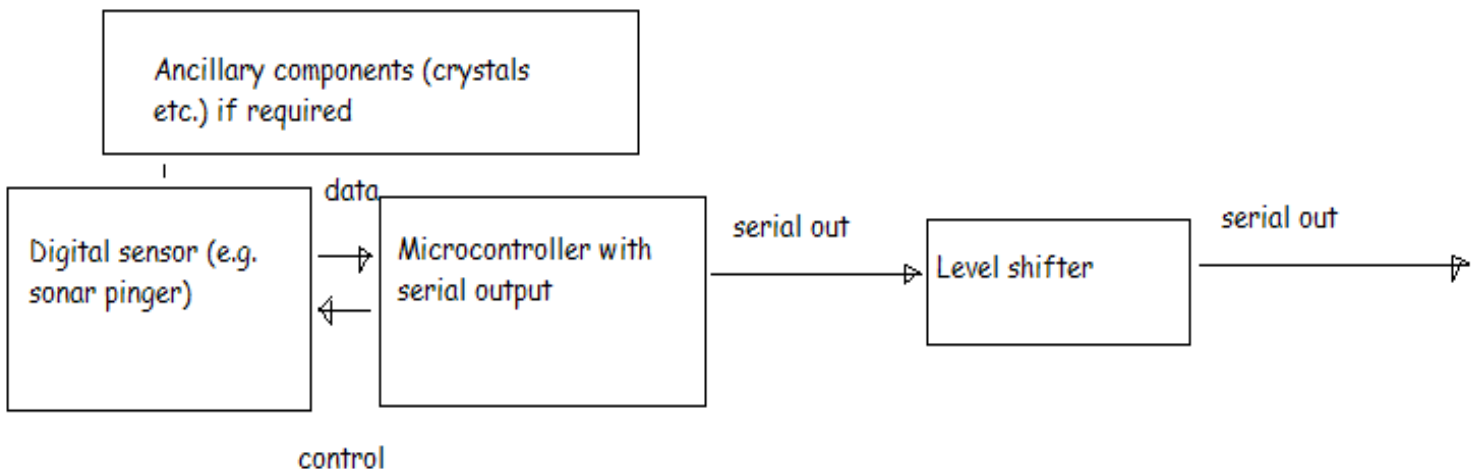 Ancillary components (crystals
etc.) if required
data
Digital sensor (e.g.
sonar pinger)
Microcontroller with
serial output
serial out
Level shifter
serial out
control